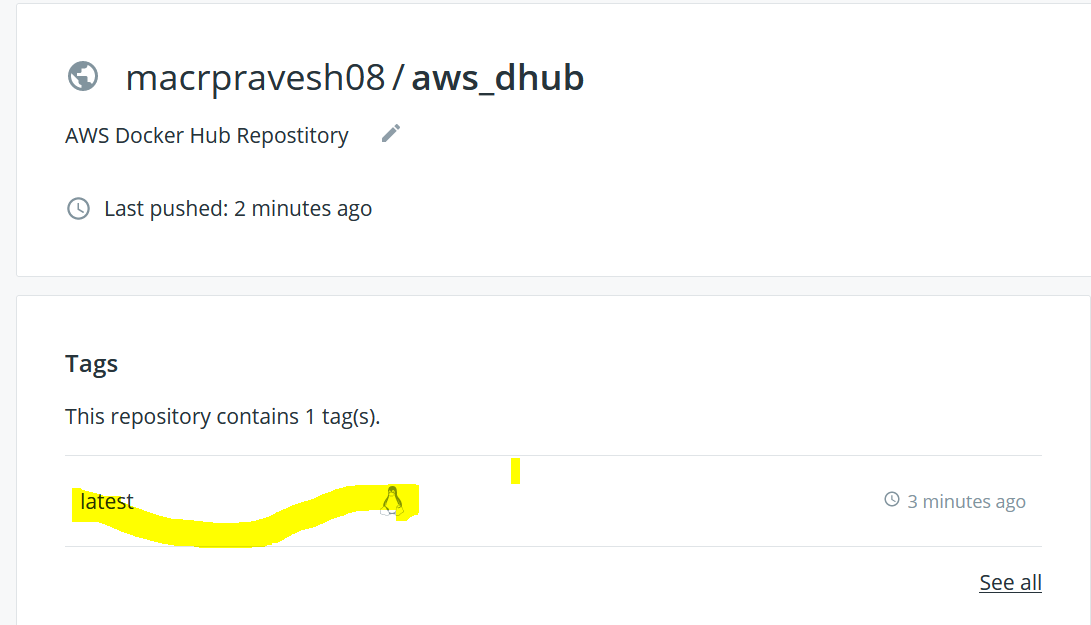 macrpravesh08 / aws_dhub
AWS Docker Hub Repostitory
Last pushed: 2 minutes ago
Tags
This repository contains 1 tag(s).
latest 3 minutes ago
See all